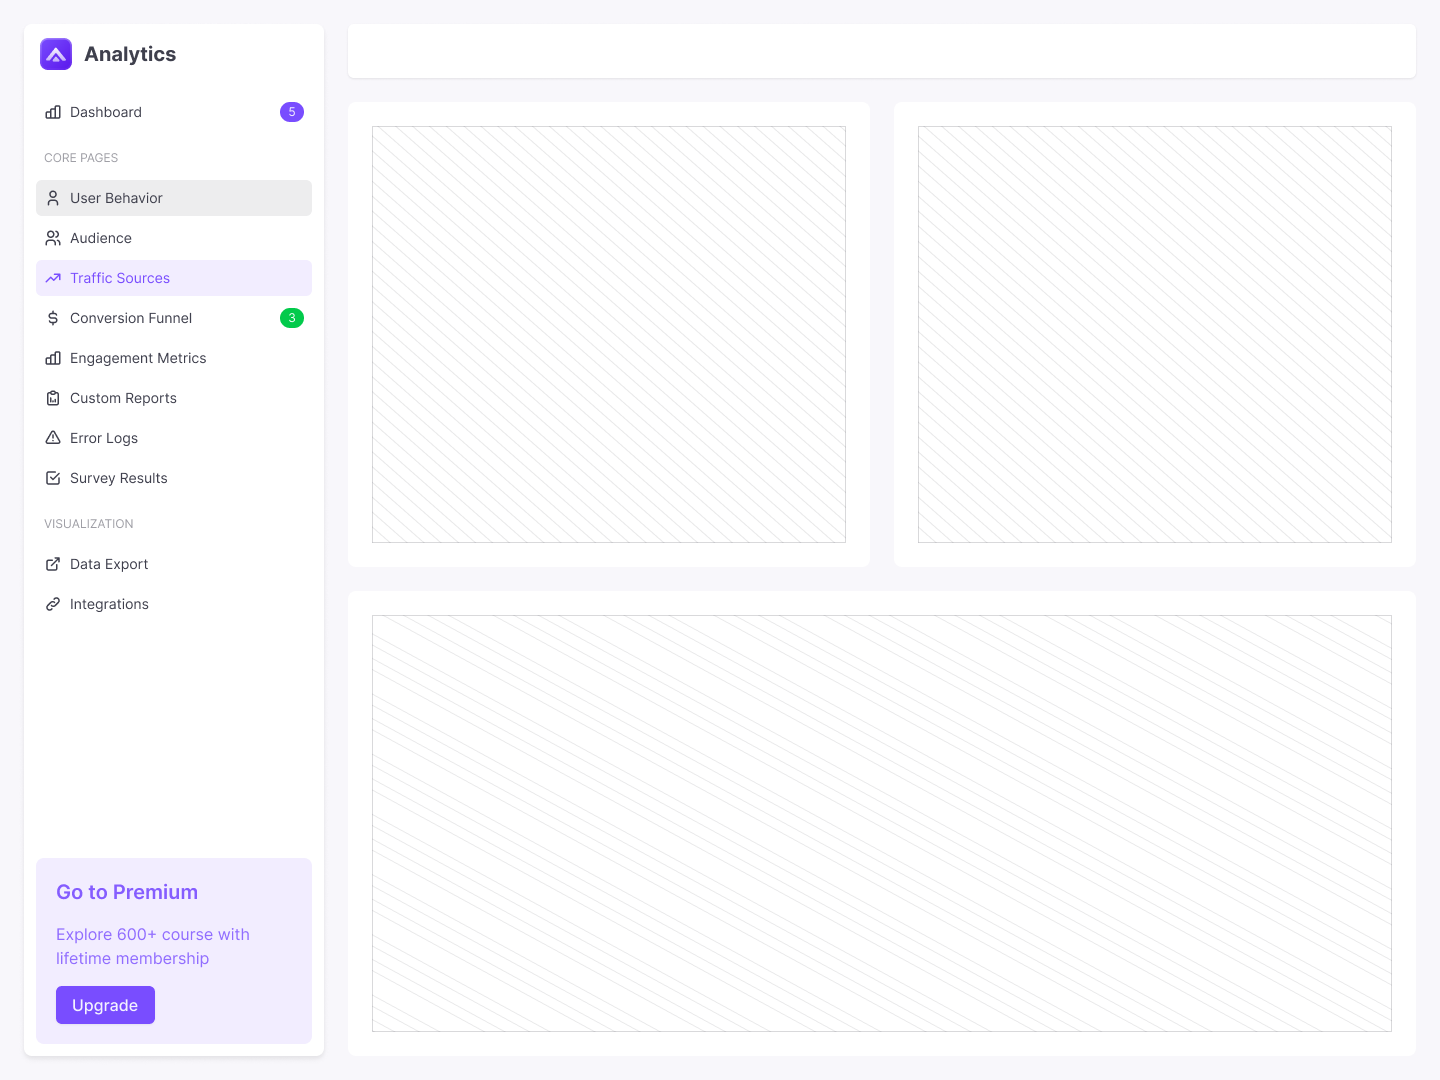 Analytics
Dashboard 5
CORE PAGES
User Behavior
Audience
Traffic Sources
Conversion Funnel 3
Engagement Metrics
Custom Reports
Error Logs
Survey Results
VISUALIZATION
Data Export
Integrations
Go to Premium
Explore 600+ course with
lifetime membership
Upgrade